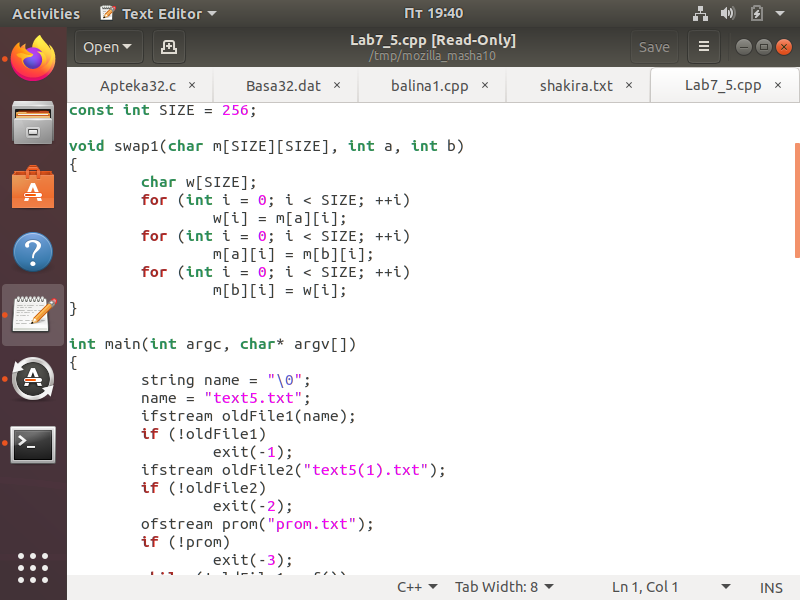 Activities Text Editor Пт 19:40
Open Lab7_5.cpp [Read-Only] Save
/tmp/mozilla_masha10
Apteka32.c × Basa32.dat × balina1.cpp × shakira.txt × Lab7_5.cpp ×
const int SIZE = 256;
void swap1(char m[SIZE][SIZE], int a, int b)
{
char w[SIZE];
for (int i = 0; i < SIZE; ++i)
w[i] = m[a][i];
for (int i = 0; i < SIZE; ++i)
m[a][i] = m[b][i];
for (int i = 0; i < SIZE; ++i)
m[b][i] = w[i];
}
int main(int argc, char* argv[])
{
string name = "\0";
name = "text5.txt";
ifstream oldFile1(name);
if (!oldFile1)
exit(-1);
ifstream oldFile2("text5(1).txt");
if (!oldFile2)
exit(-2);
ofstream prom("prom.txt");
if (!prom)
exit(-3);
C++ Tab Width: 8 Ln 1, Col 1 INS